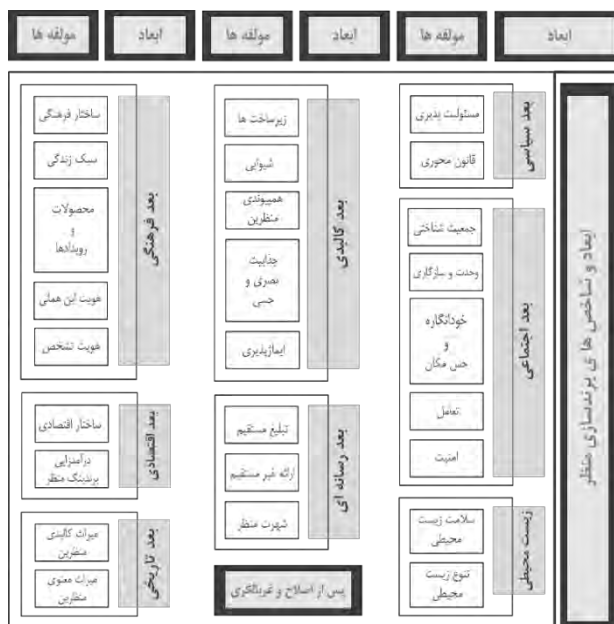 ابعاد
مولفه ها
ابعاد
مولفه ها
ابعاد
مولفه ها
ابعاد و شاخص های برندسازی منظر
بعد سیاسی
مسئولیت پذیری
قانون محوری
بعد اجتماعی
جمعیت شناختی
وحدت و سازگاری
خودانگاره
و
حس مکان
تعامل
امنیت
زیست محیطی
سلامت زیست
محیطی
تنوع زیست
محیطی
بعد کالبدی
زیرساخت ها
شیوایی
همپیوندی
منظرین
جذابیت
بصری و
حسی
ایماژپذیری
بعد رسانه ای
تبلیغ مستقیم
ارائه غیر مستقیم
شهرت منظر
پس از اصلاح و غربالگری
بعد فرهنگی
ساختار فرهنگی
سبک زندگی
محصولات
و
رویدادها
هویت این همانی
هویت تشخص
بعد اقتصادی
ساختار اقتصادی
درآمدزایی
برندینگ منظر
بعد تاریخی
میراث کالبدی
منظرین
میراث معنوی
منظرین